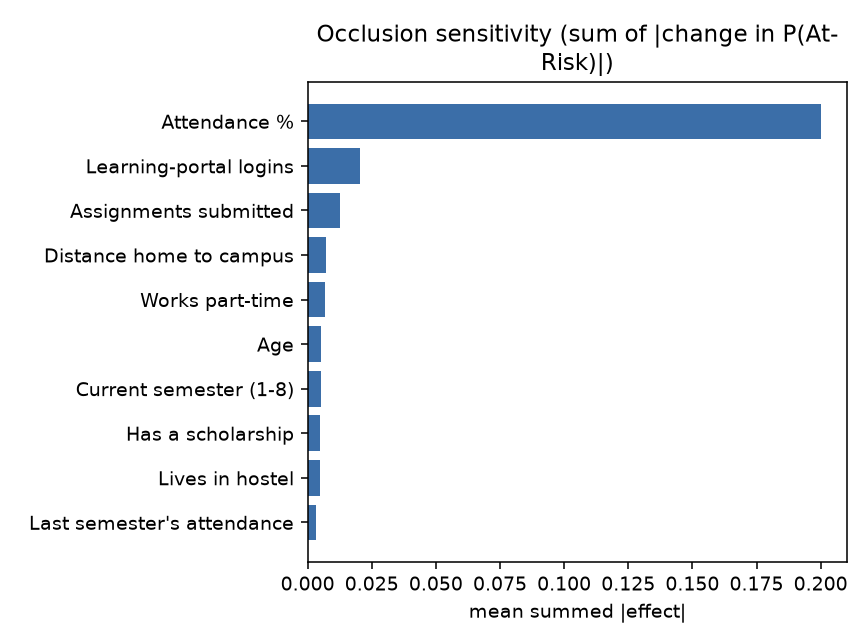 Occlusion sensitivity (sum of |change in P(At-
Risk)|)
Attendance %
Learning-portal logins
Assignments submitted
Distance home to campus
Works part-time
Age
Current semester (1-8)
Has a scholarship
Lives in hostel
Last semester's attendance
0.000 0.025 0.050 0.075 0.100 0.125 0.150 0.175 0.200
mean summed |effect|